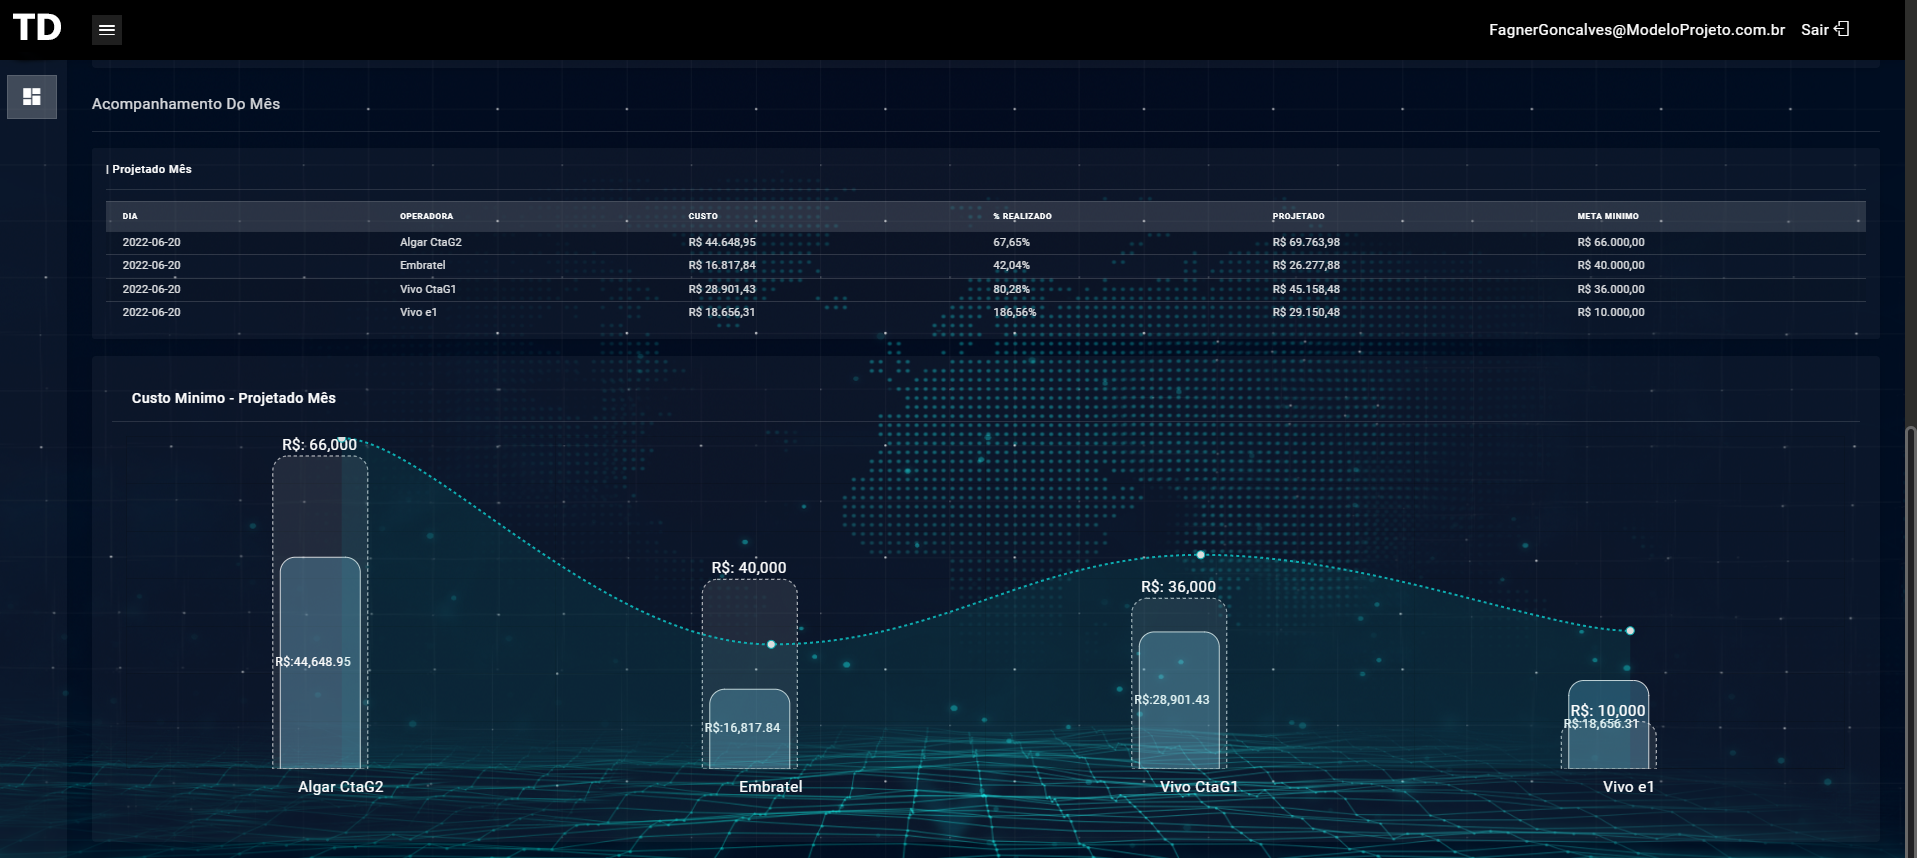 TD
FagnerGoncalves@ModeloProjeto.com.br Sair
Acompanhamento Do Mês
| Projetado Mês
DIA OPERADORA CUSTO % REALIZADO PROJETADO META MINIMO
2022-06-20 Algar CtaG2 R$ 44.648,95 67,65% R$ 69.763,98 R$ 66.000,00
2022-06-20 Embratel R$ 16.817,84 42,04% R$ 26.277,88 R$ 40.000,00
2022-06-20 Vivo CtaG1 R$ 28.901,43 80,28% R$ 45.158,48 R$ 36.000,00
2022-06-20 Vivo e1 R$ 18.656,31 186,56% R$ 29.150,48 R$ 10.000,00
Custo Minimo - Projetado Mês
R$: 66,000
R$: 40,000
R$: 36,000
R$:44,648.95
R$:28,901.43
R$: 10,000
R$:18,656.31
R$:16,817.84
Algar CtaG2 Embratel Vivo CtaG1 Vivo e1